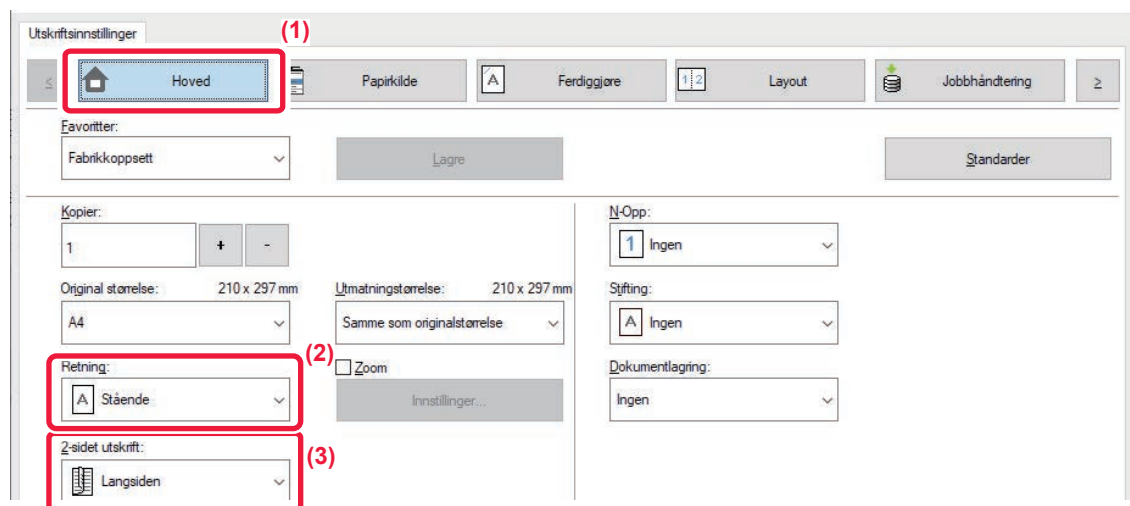 Utskriftsinnstillinger
(1)
≤ Hoved Papirkilde A Ferdiggjøre 1 2 Layout Jobbhåndtering ≥
Favoritter:
Fabrikkoppsett Lagre Standarder
Kopier: N-Opp:
1 + - 1 Ingen
Original størrelse: 210 x 297 mm Utmatningstørrelse: 210 x 297 mm Stifting:
A4 Samme som originalstørrelse A Ingen
(2)
Retning: Zoom Dokumentlagring:
A Stående Innstillinger... Ingen
2-sidet utskrift: (3)
Langsiden